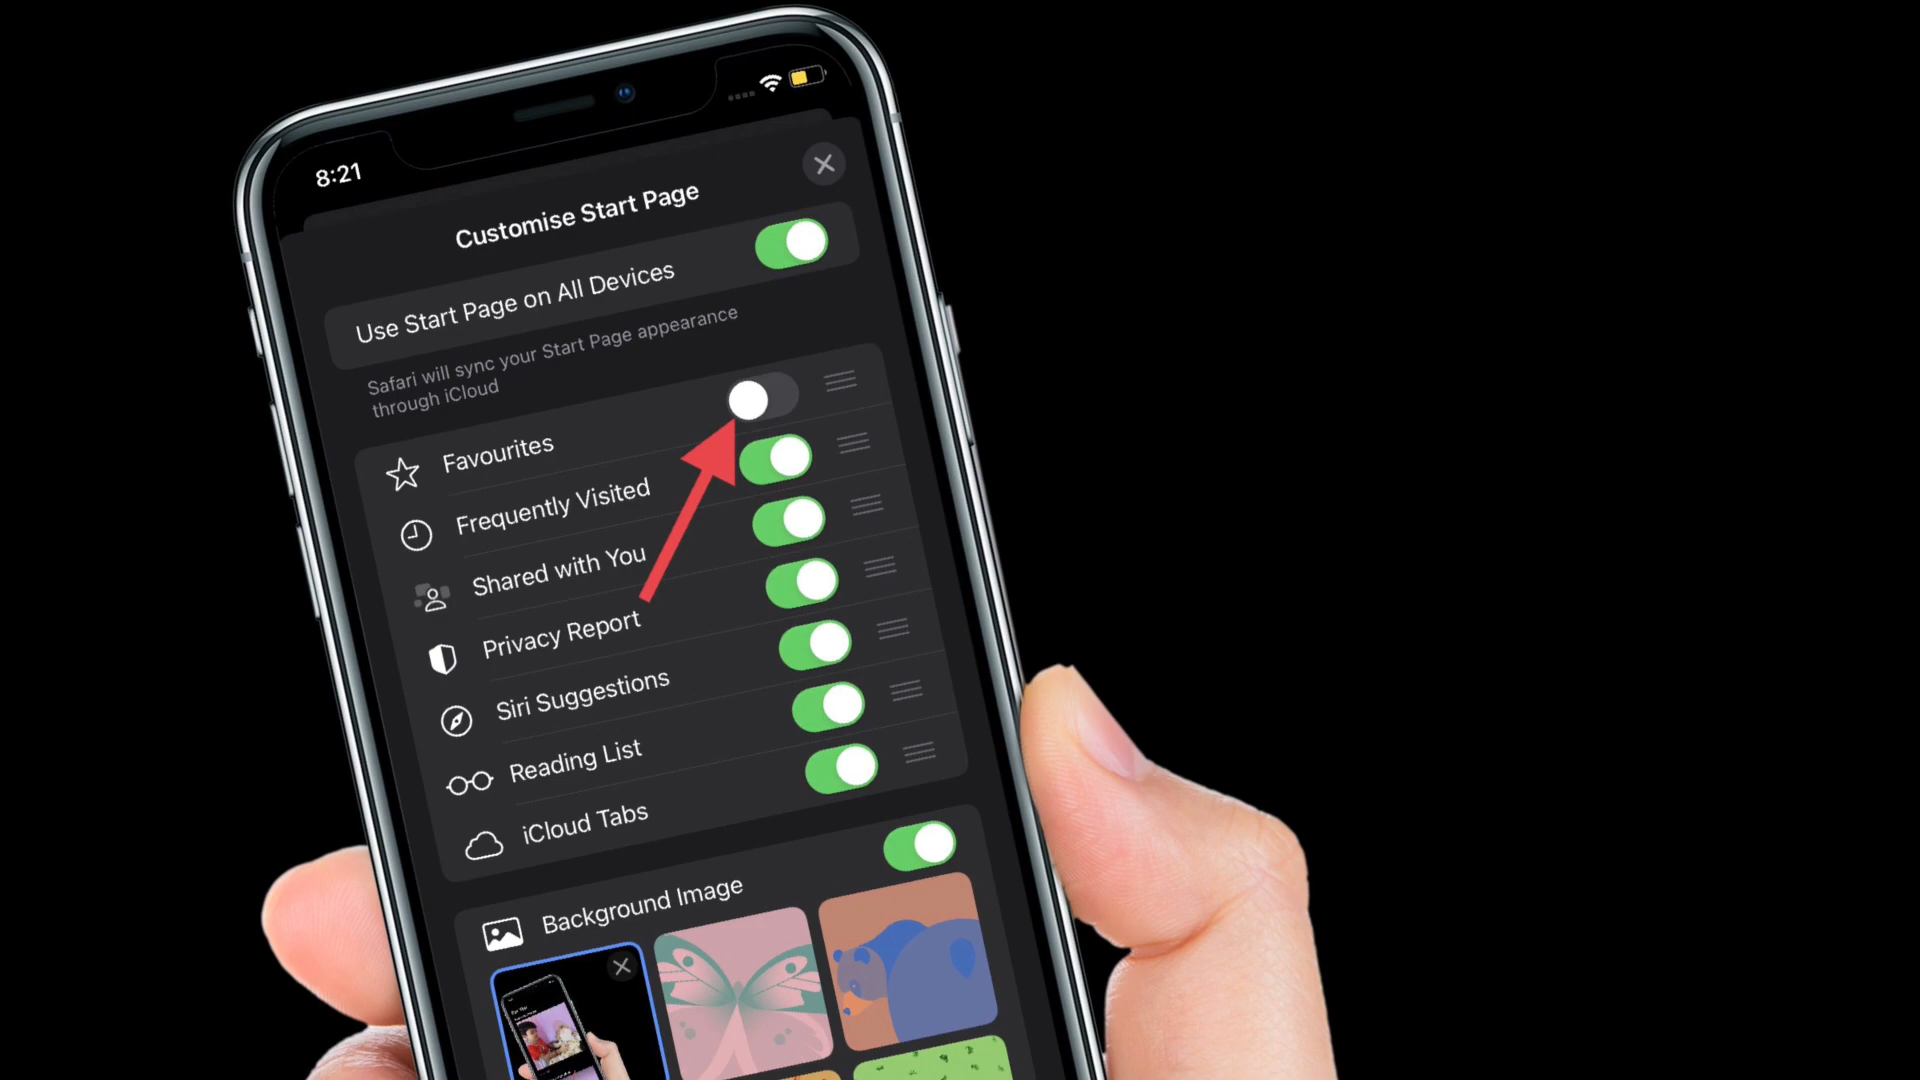 8:21
Customise Start Page
Use Start Page on All Devices
Safari will sync your Start Page appearance
through iCloud
Favourites
Frequently Visited
Shared with You
Privacy Report
Siri Suggestions
Reading List
iCloud Tabs
Background Image